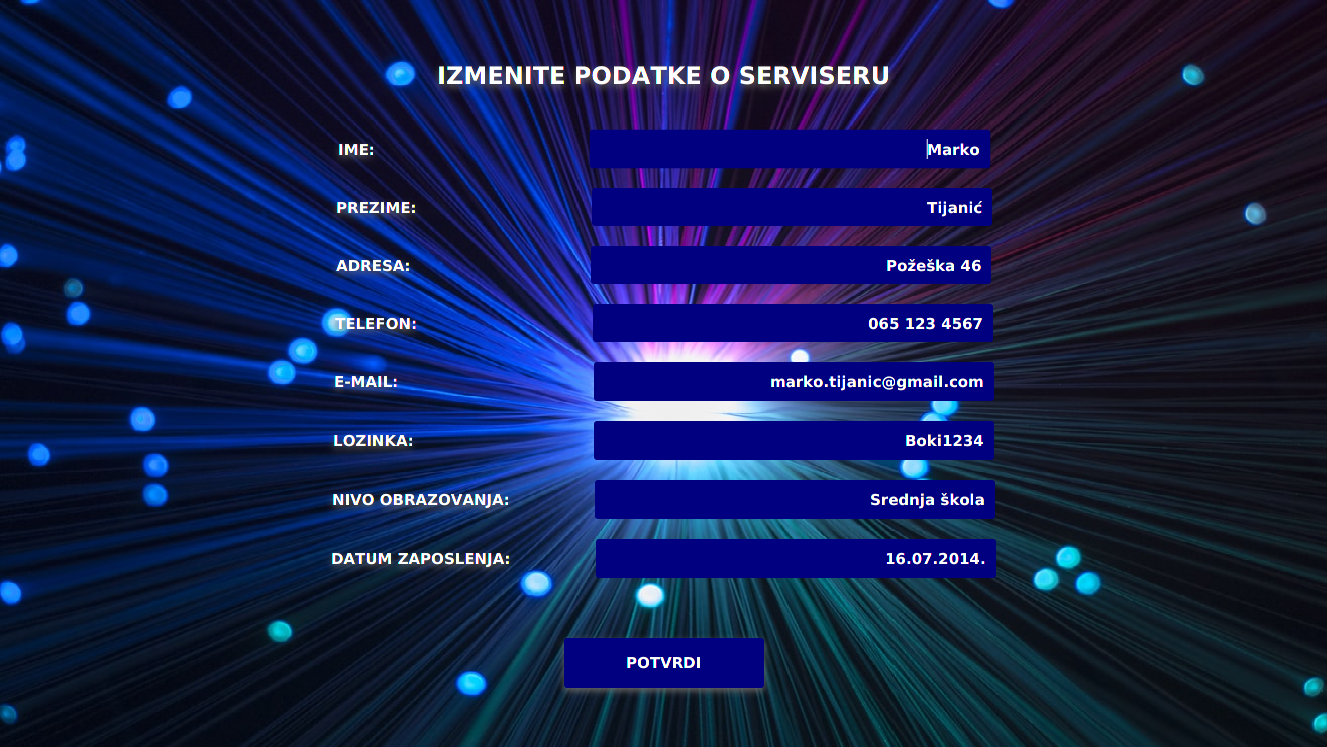 IZMENITE PODATKE O SERVISERU
IME: Marko
PREZIME: Tijanić
ADRESA: Požeška 46
TELEFON: 065 123 4567
E-MAIL: marko.tijanic@gmail.com
LOZINKA: Boki1234
NIVO OBRAZOVANJA: Srednja škola
DATUM ZAPOSLENJA: 16.07.2014.
POTVRDI